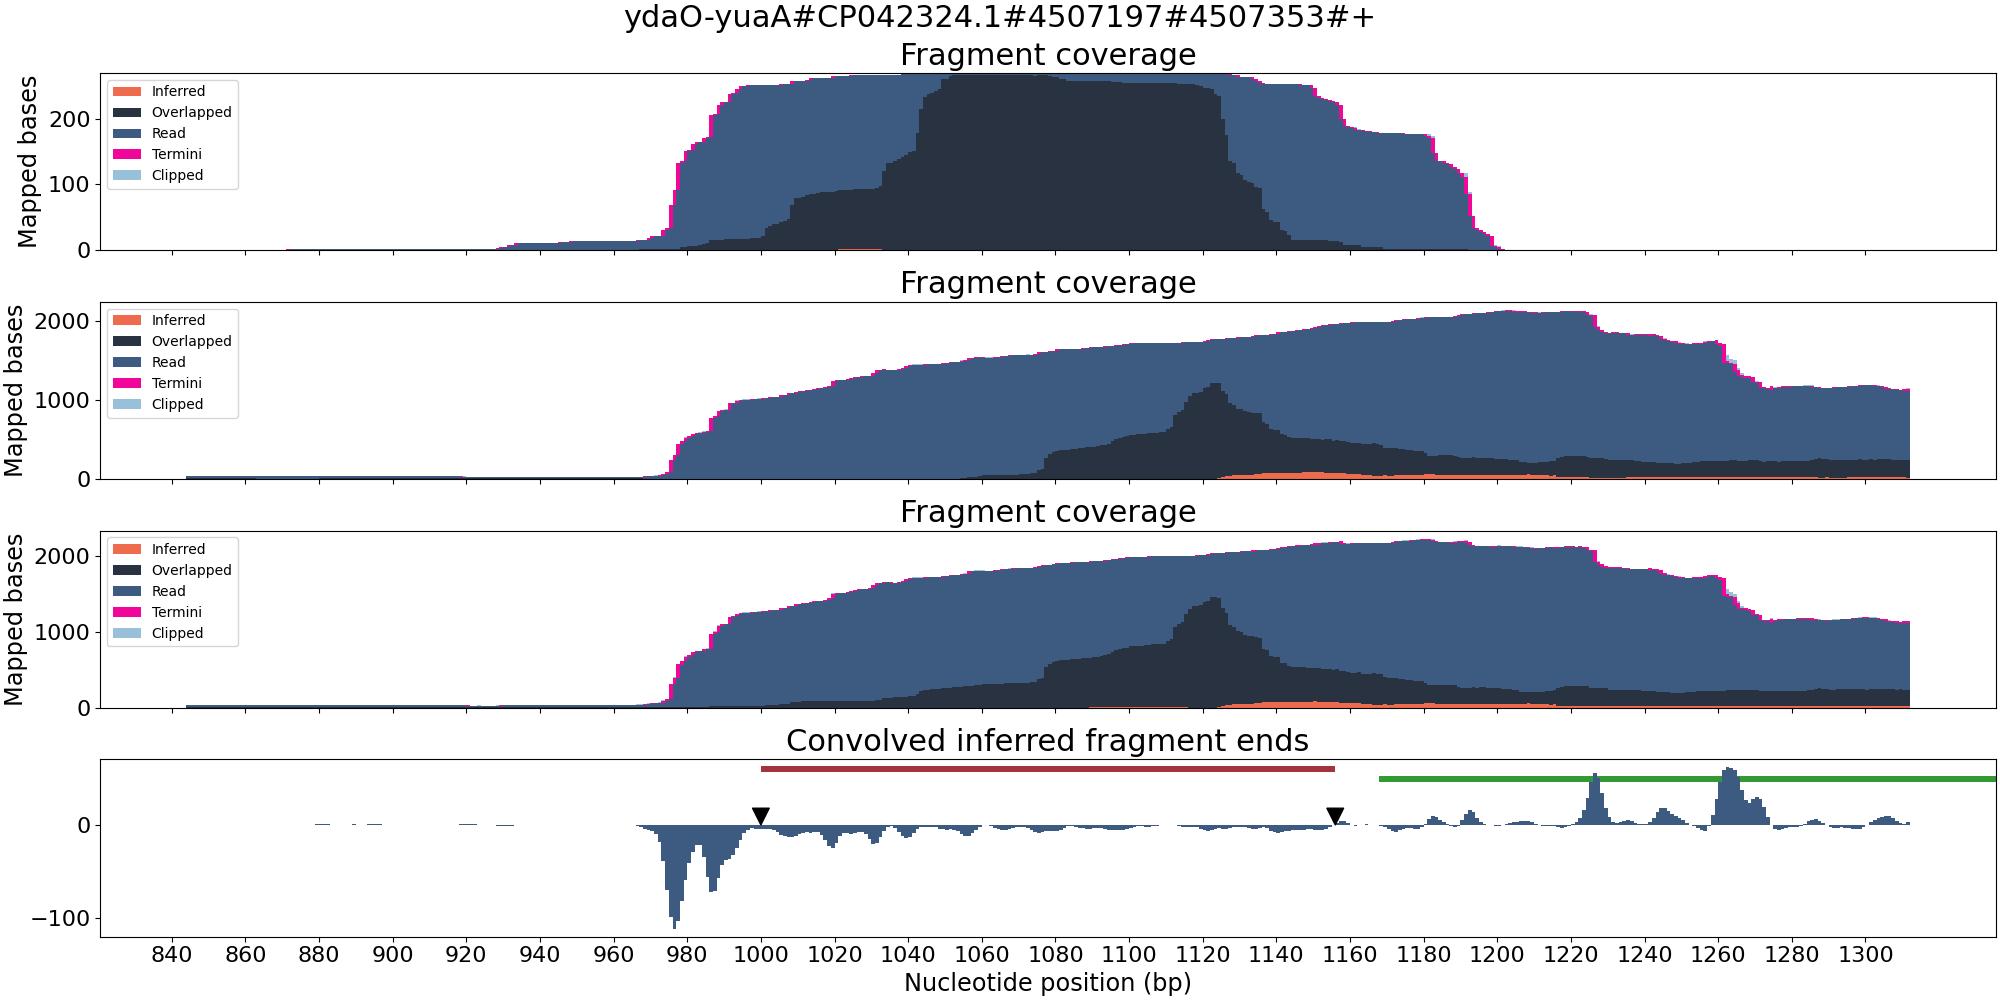 ydaO-yuaA#CP042324.1#4507197#4507353#+
Fragment coverage
Mapped bases
200
100
0
Inferred
Overlapped
Read
Termini
Clipped
Fragment coverage
Mapped bases
2000
1000
0
Inferred
Overlapped
Read
Termini
Clipped
Fragment coverage
Mapped bases
2000
1000
0
Inferred
Overlapped
Read
Termini
Clipped
Convolved inferred fragment ends
0
−100
840 860 880 900 920 940 960 980 1000 1020 1040 1060 1080 1100 1120 1140 1160 1180 1200 1220 1240 1260 1280 1300
Nucleotide position (bp)